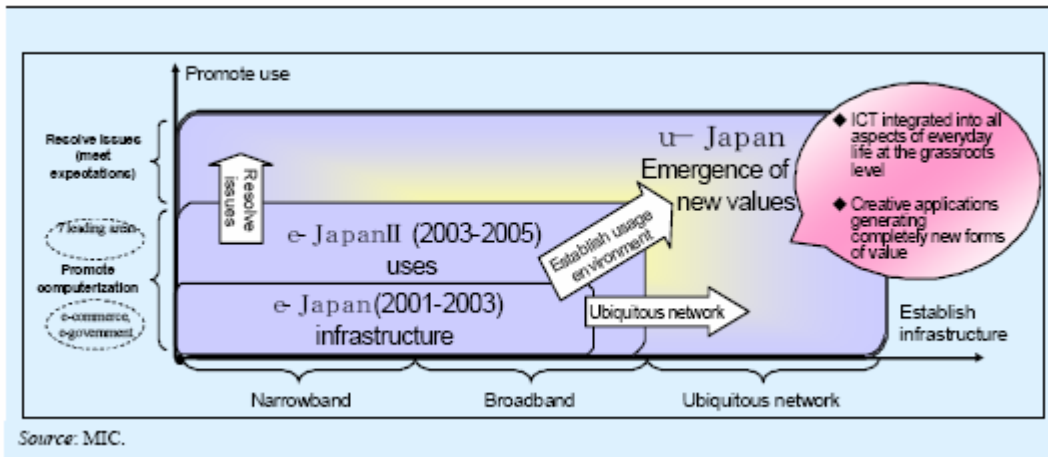 Promote use
Resolve issues
(meet
expectations)
Resolve
issues
u- Japan
Emergence of
new values
◆ ICT integrated into all
aspects of everyday
life at the grassroots
level
◆ Creative applications
generating
completely new forms
of value
7 leading areas
Promote
computerization
e-commerce,
e-government
e-JapanII (2003-2005)
uses
Establish usage
environment
e-Japan(2001-2003)
infrastructure
Ubiquitous network
Establish
infrastructure
Narrowband
Broadband
Ubiquitous network
Source: MIC.